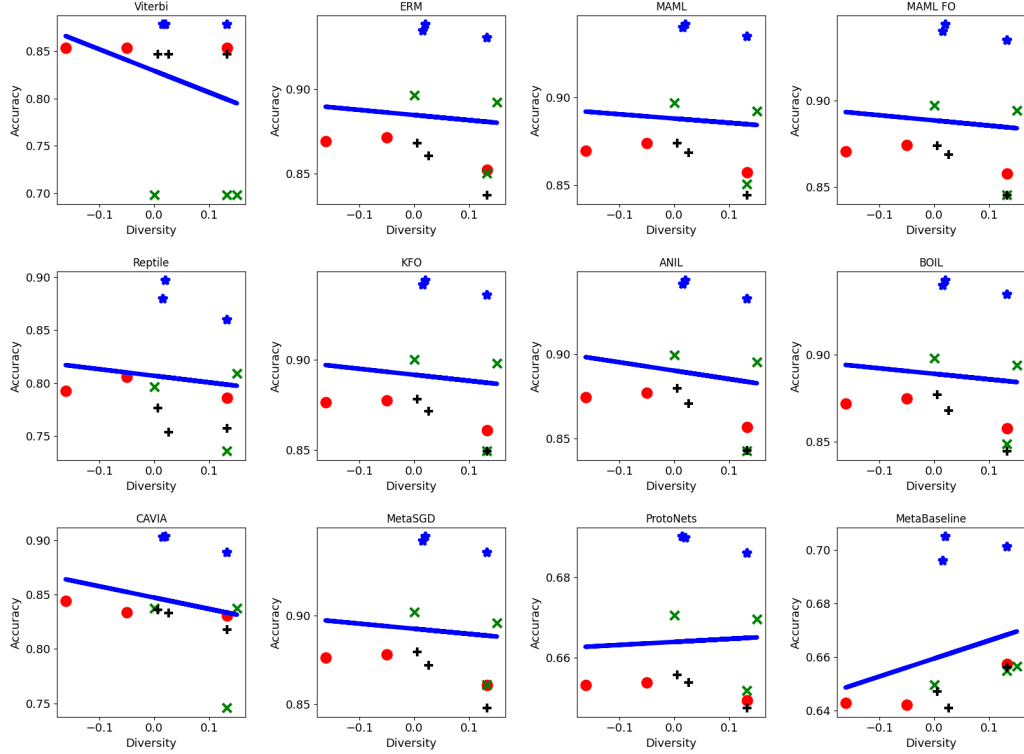 Viterbi
ERM
MAML
MAML FO
Accuracy
0.85
0.80
0.75
0.70
−0.1 0.0 0.1
Diversity
Accuracy
0.90
0.85
−0.1 0.0 0.1
Diversity
Accuracy
0.90
0.85
−0.1 0.0 0.1
Diversity
Accuracy
0.90
0.85
−0.1 0.0 0.1
Diversity
Reptile
KFO
ANIL
BOIL
Accuracy
0.90
0.85
0.80
0.75
−0.1 0.0 0.1
Diversity
Accuracy
0.90
0.85
−0.1 0.0 0.1
Diversity
Accuracy
0.90
0.85
−0.1 0.0 0.1
Diversity
Accuracy
0.90
0.85
−0.1 0.0 0.1
Diversity
CAVIA
MetaSGD
ProtoNets
MetaBaseline
Accuracy
0.90
0.85
0.80
0.75
−0.1 0.0 0.1
Diversity
Accuracy
0.90
0.85
−0.1 0.0 0.1
Diversity
Accuracy
0.68
0.66
−0.1 0.0 0.1
Diversity
Accuracy
0.70
0.68
0.66
0.64
−0.1 0.0 0.1
Diversity